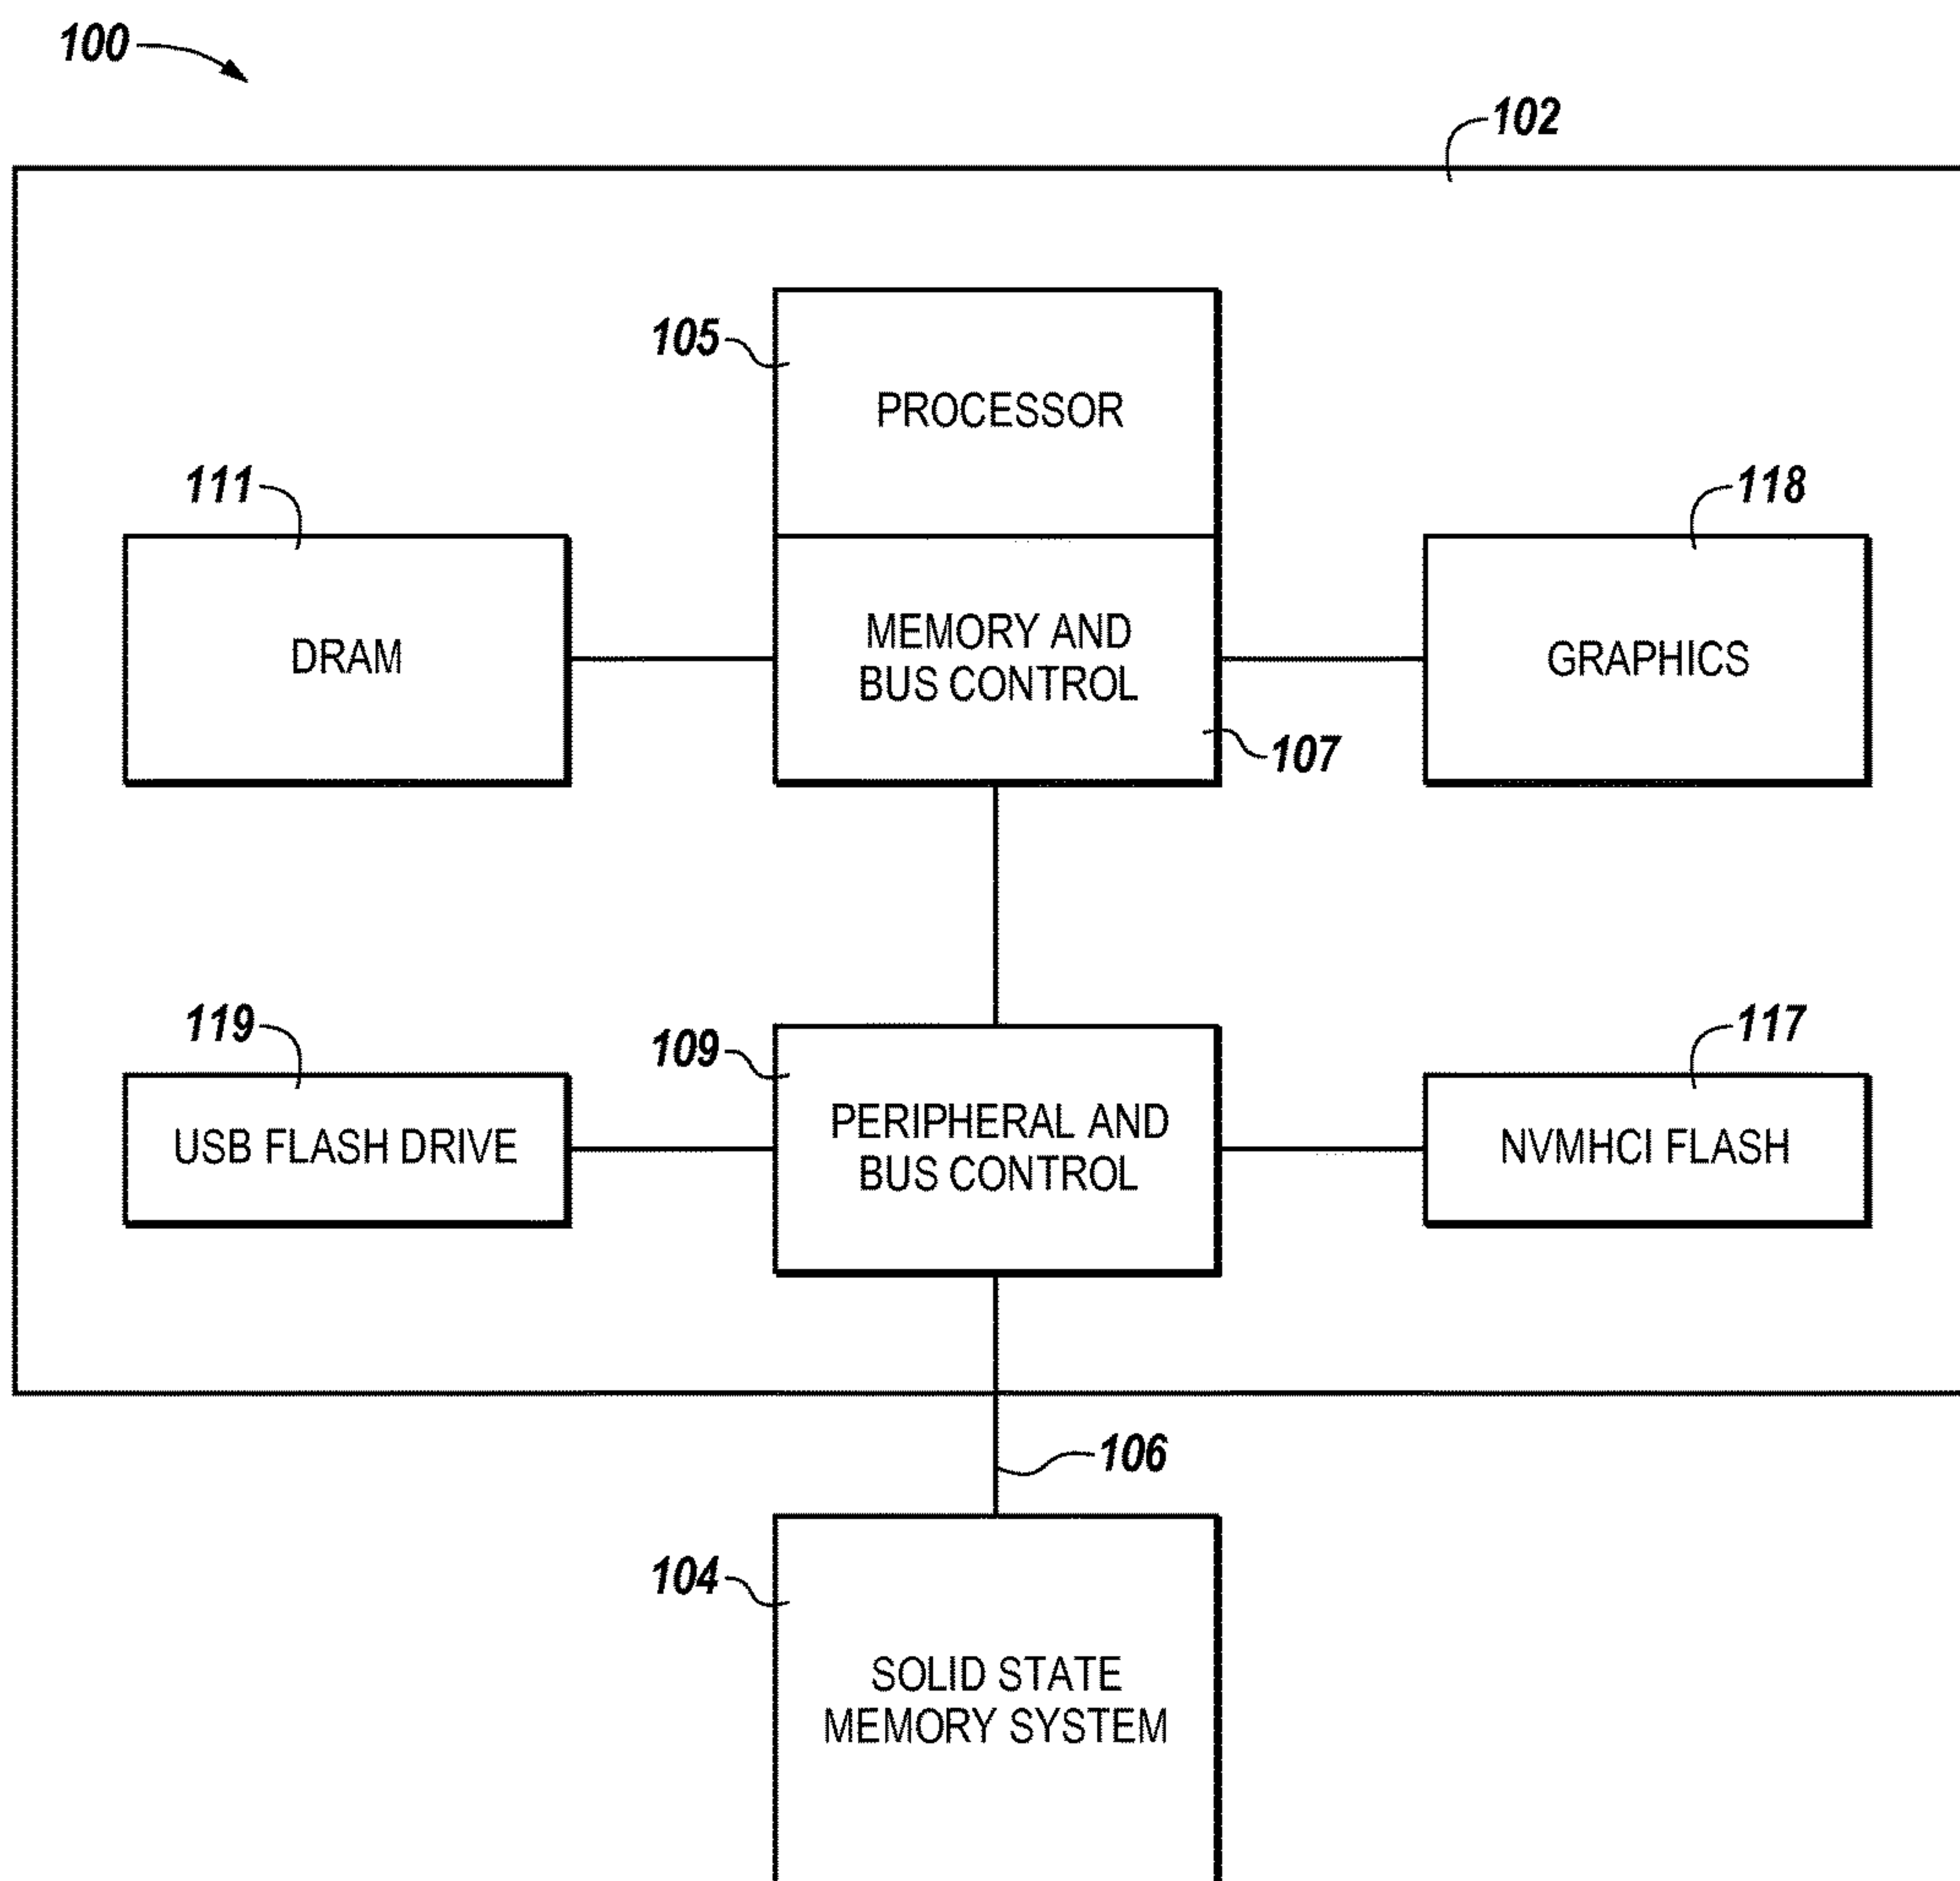 100
102
105
PROCESSOR
111
118
DRAM
MEMORY AND
BUS CONTROL
GRAPHICS
107
119
109
117
USB FLASH DRIVE
PERIPHERAL AND
BUS CONTROL
NVMHCI FLASH
106
104
SOLID STATE
MEMORY SYSTEM